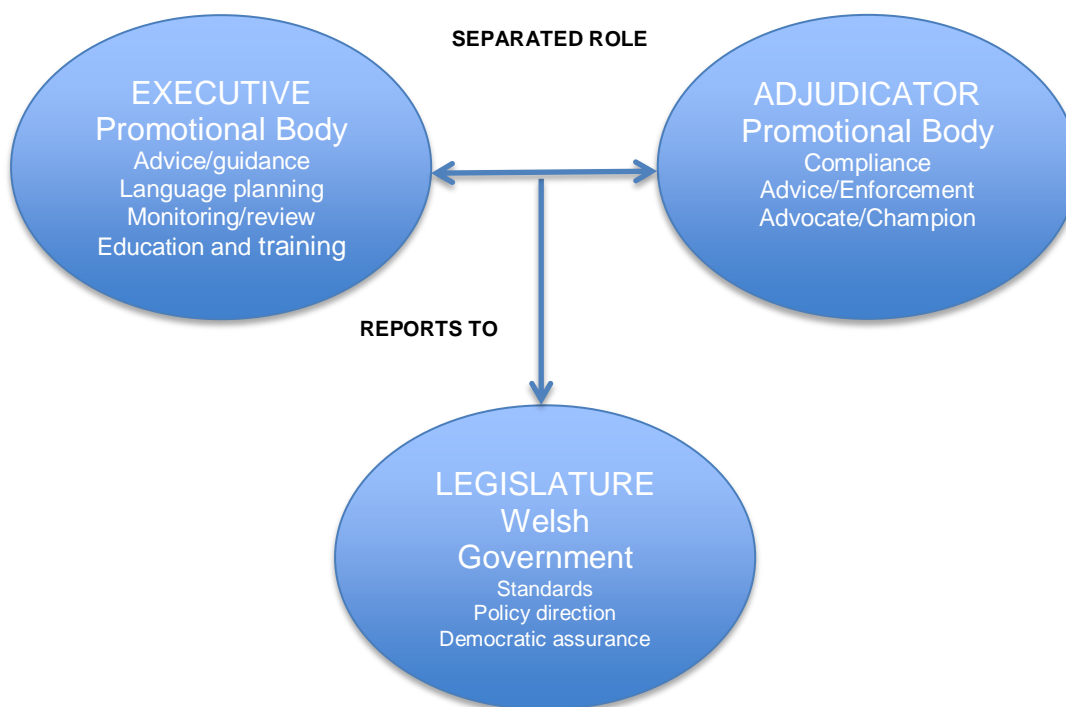 SEPARATED ROLE
EXECUTIVE
Promotional Body
Advice/guidance
Language planning
Monitoring/review
Education and training
ADJUDICATOR
Promotional Body
Compliance
Advice/Enforcement
Advocate/Champion
REPORTS TO
LEGISLATURE
Welsh
Government
Standards
Policy direction
Democratic assurance